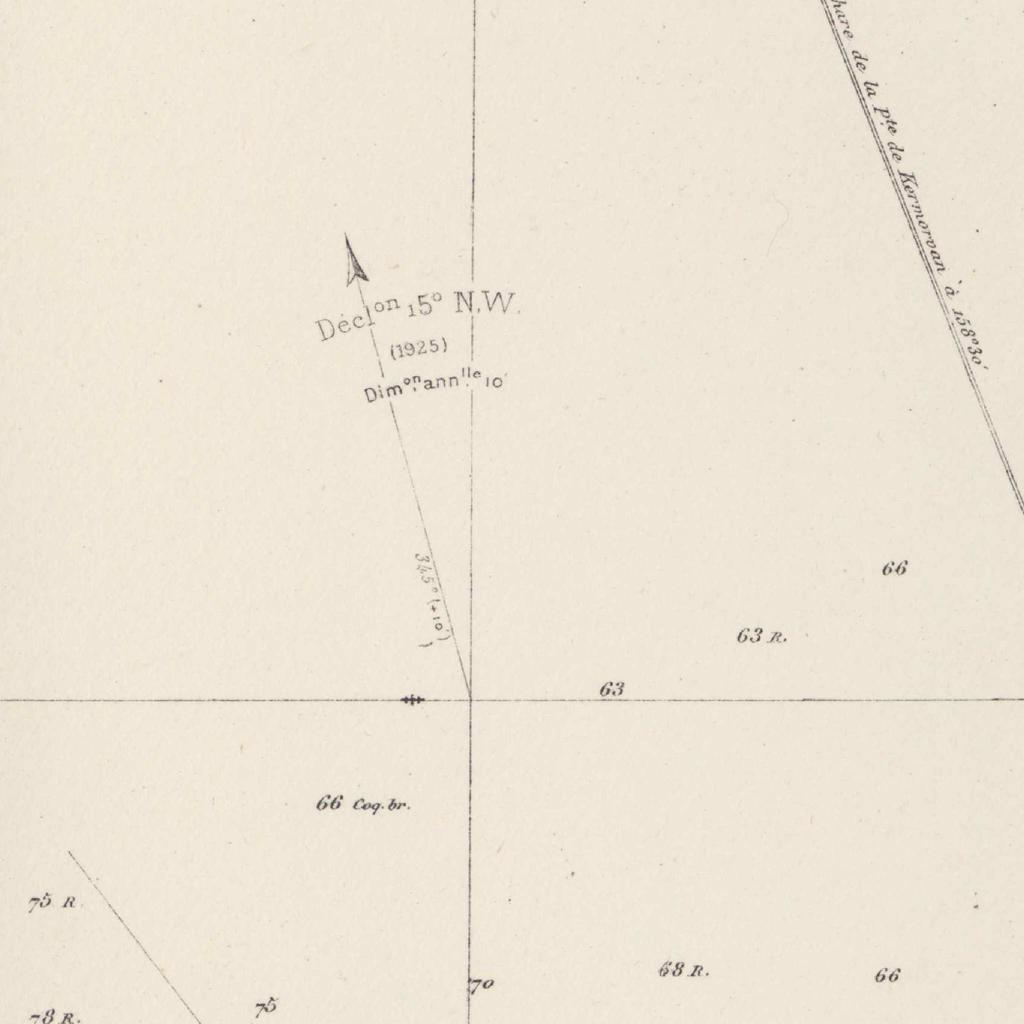 hare de la pte de Kermorvan à 158°30'
Déclon 15° N.W.
(1925)
Dimon. annlle 10'
345° (+10')
66
63 R.
63
66 Coq. br.
75 R.
68 R.
66
70
75
78 R.